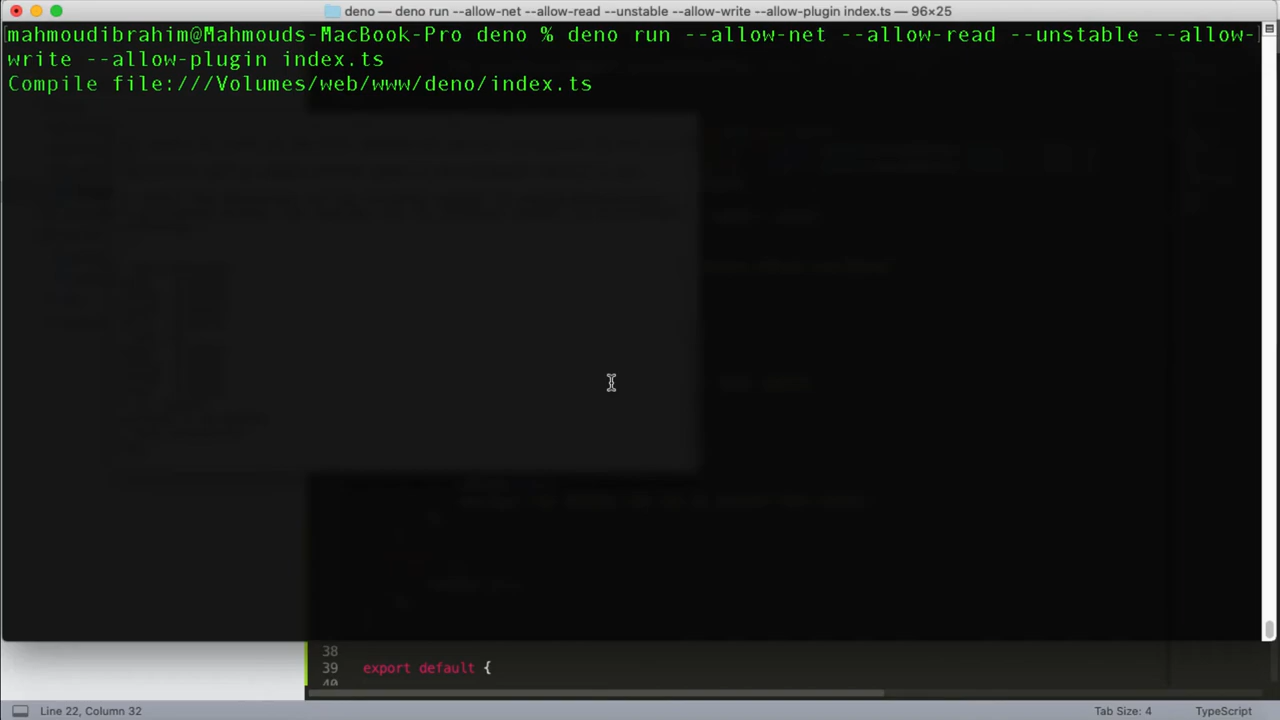 deno — deno run --allow-net --allow-read --unstable --allow-write --allow-plugin index.ts — 96×25
[mahmoudibrahim@Mahmouds-MacBook-Pro deno % deno run --allow-net --allow-read --unstable --allow-]
write --allow-plugin index.ts
Compile file:///Volumes/web/www/deno/index.ts
38
39 export default {
40
Line 22, Column 32
Tab Size: 4
TypeScript